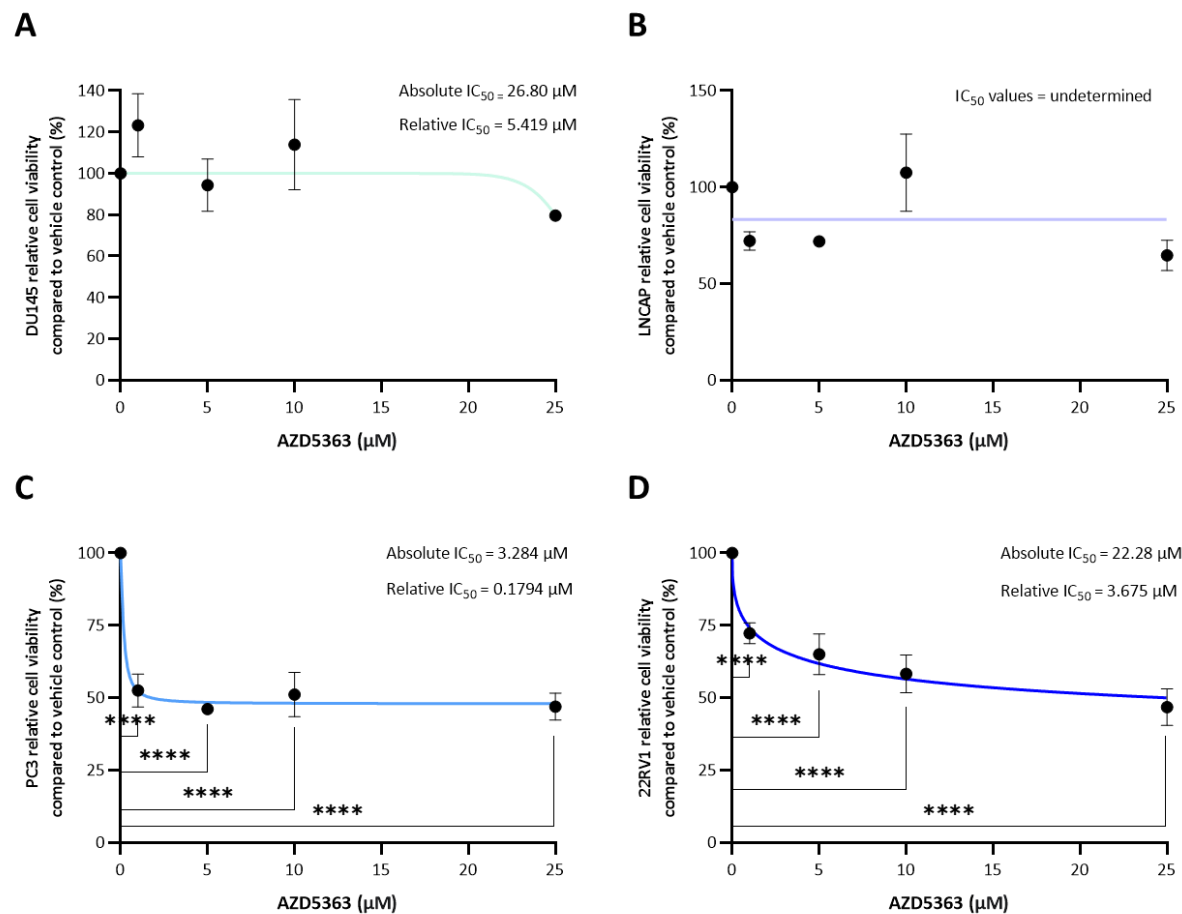 A
DU145 relative cell viability
compared to vehicle control (%)
140
120
100
80
60
40
20
0
Absolute IC50 = 26.80 µM
Relative IC50 = 5.419 µM
0 5 10 15 20 25
AZD5363 (µM)
B
LNCAP relative cell viability
compared to vehicle control (%)
150
100
50
0
IC50 values = undetermined
0 5 10 15 20 25
AZD5363 (µM)
C
PC3 relative cell viability
compared to vehicle control (%)
100
75
50
25
0
Absolute IC50 = 3.284 µM
Relative IC50 = 0.1794 µM
****
****
****
****
0 5 10 15 20 25
AZD5363 (µM)
D
22RV1 relative cell viability
compared to vehicle control (%)
100
75
50
25
0
Absolute IC50 = 22.28 µM
Relative IC50 = 3.675 µM
****
****
****
****
0 5 10 15 20 25
AZD5363 (µM)